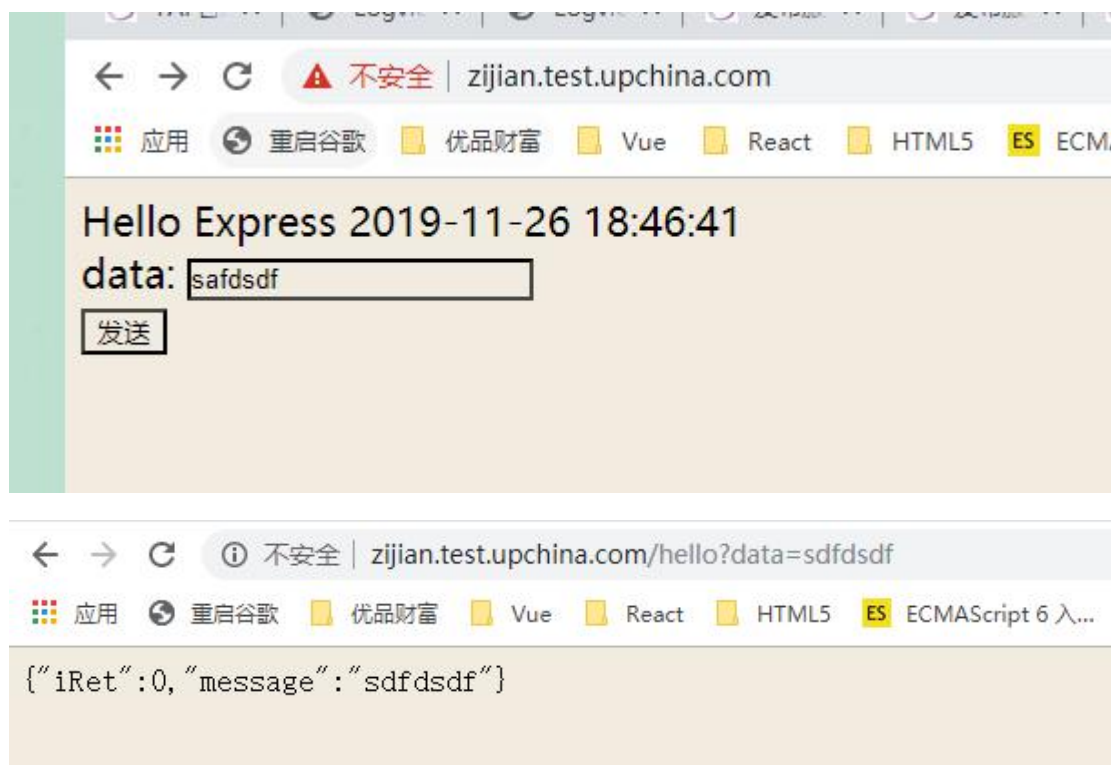 不安全 | zijian.test.upchina.com
应用 重启谷歌 优品财富 Vue React HTML5 ES
Hello Express 2019-11-26 18:46:41
data: safdsdf
发送
不安全 | zijian.test.upchina.com/hello?data=sdfdsdf
应用 重启谷歌 优品财富 Vue React HTML5 ES ECMAScript 6 入...
{"iRet":0,"message":"sdfdsdf"}